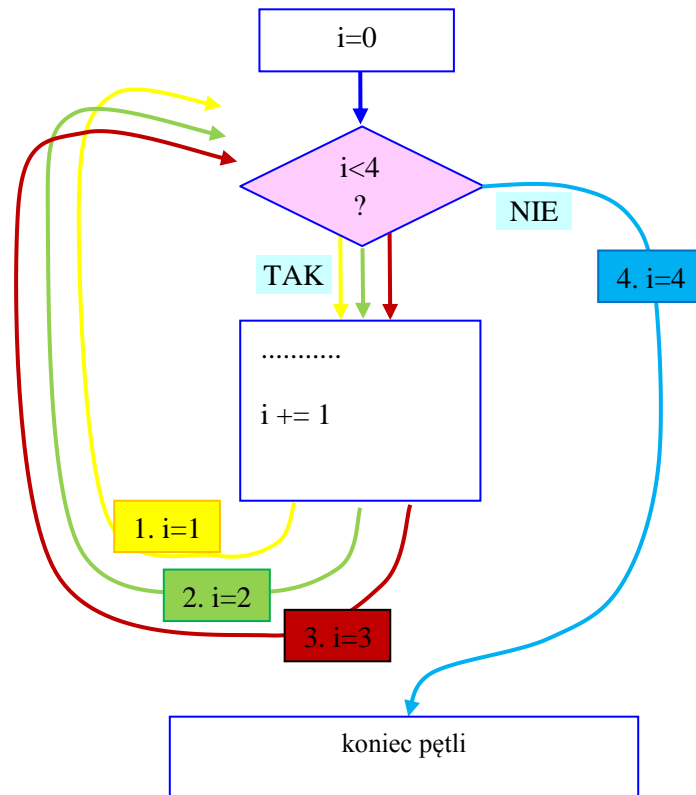 i=0
i<4
?
NIE
TAK
4. i=4
...........
i += 1
1. i=1
2. i=2
3. i=3
koniec pętli